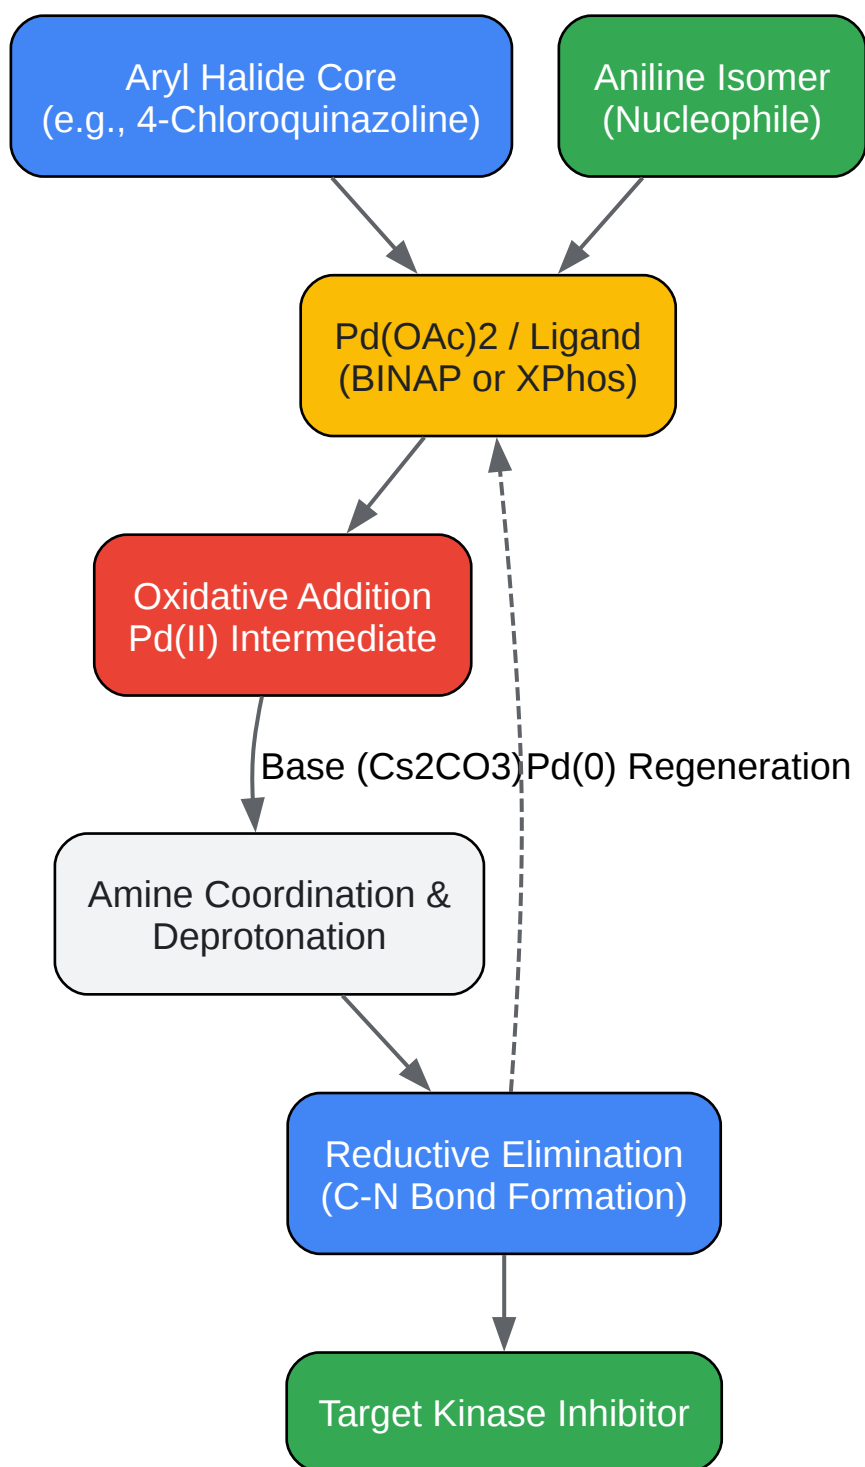 Aryl Halide Core
(e.g., 4-Chloroquinazoline)
Aniline Isomer
(Nucleophile)
Pd(OAc)2 / Ligand
(BINAP or XPhos)
Oxidative Addition
Pd(II) Intermediate
Base (Cs2CO3)
Pd(0) Regeneration
Amine Coordination &
Deprotonation
Reductive Elimination
(C-N Bond Formation)
Target Kinase Inhibitor